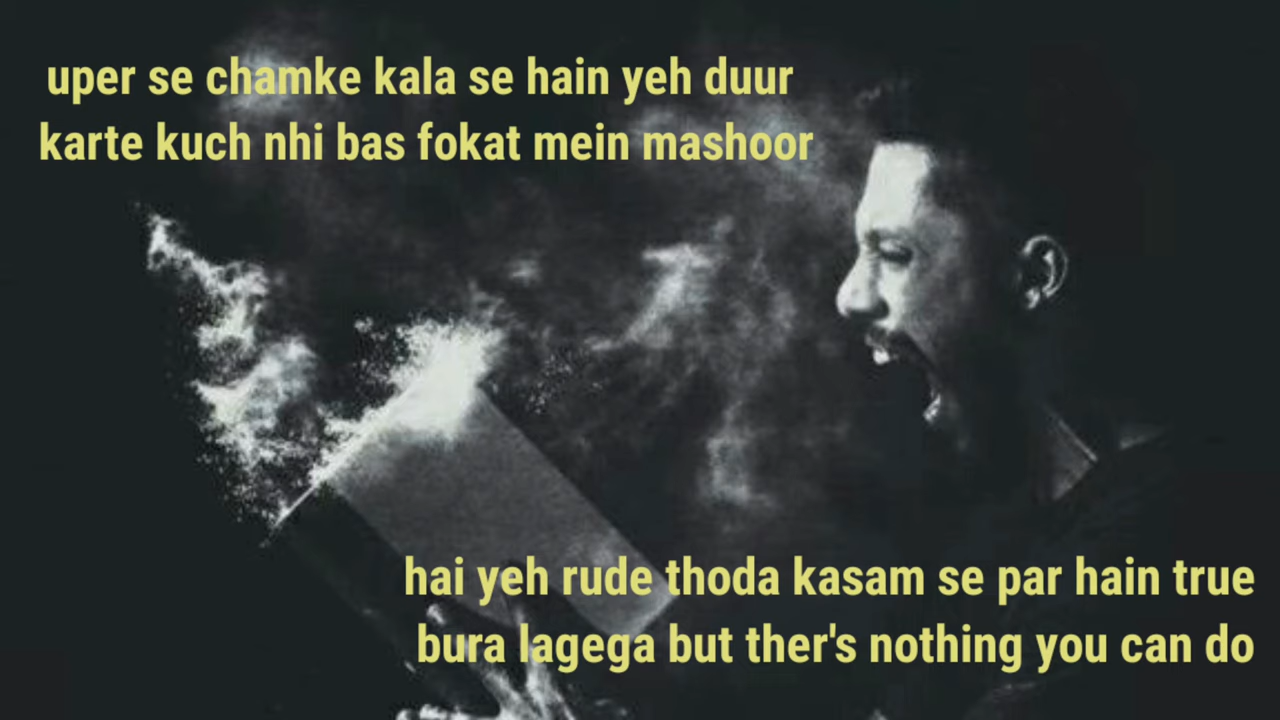 uper se chamke kala se hain yeh duur
karte kuch nhi bas fokat mein mashoor
hai yeh rude thoda kasam se par hain true
bura lagega but ther's nothing you can do